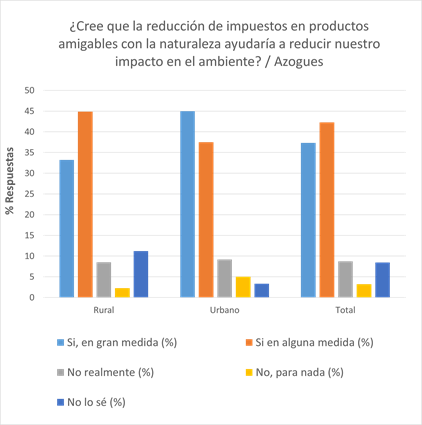 ¿Cree que la reducción de impuestos en productos
amigables con la naturaleza ayudaría a reducir nuestro
impacto en el ambiente? / Azogues
% Respuestas
50
45
40
35
30
25
20
15
10
5
0
Rural
Urbano
Total
Si, en gran medida (%)
Si en alguna medida (%)
No realmente (%)
No, para nada (%)
No lo sé (%)